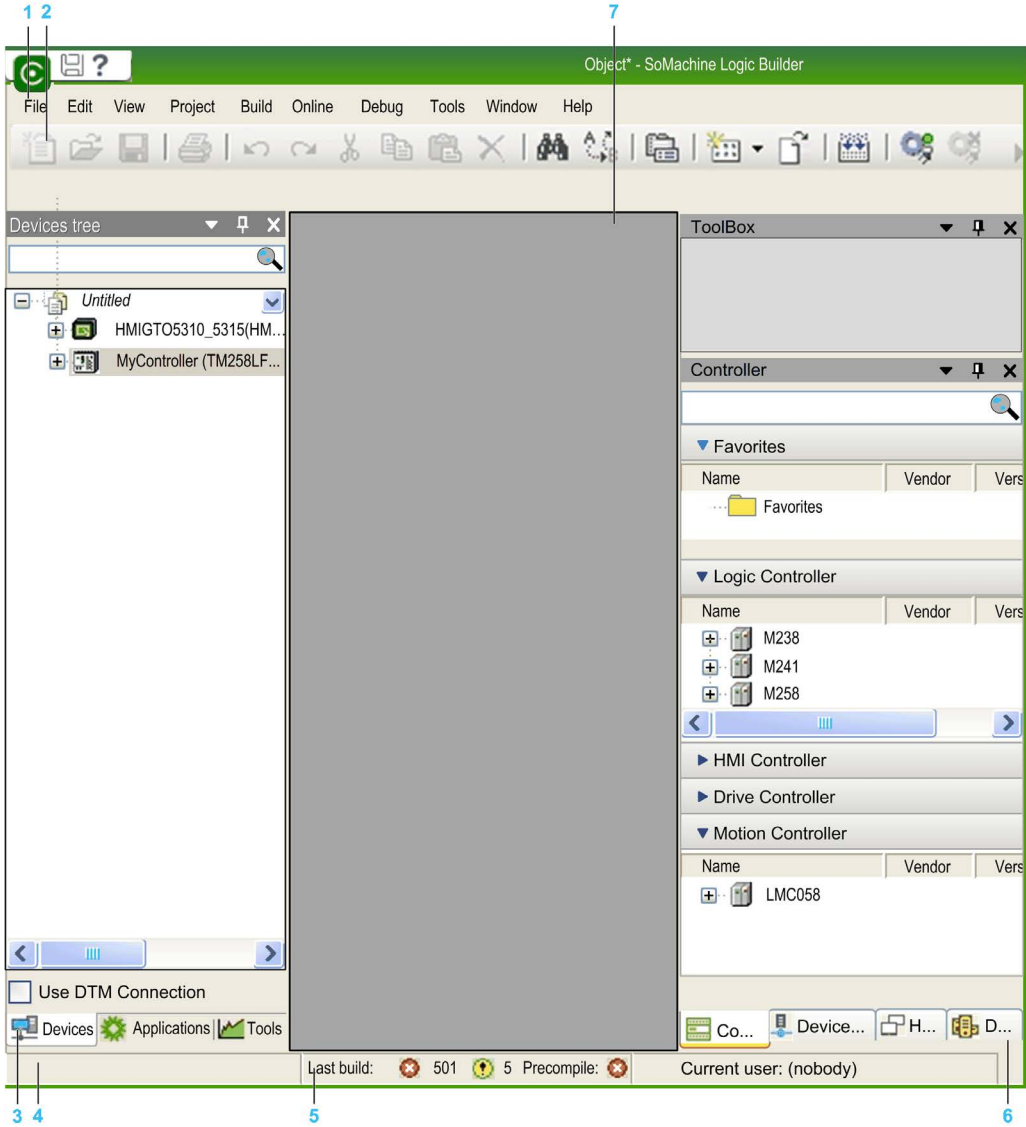 1 2 7
Object* - SoMachine Logic Builder
File Edit View Project Build Online Debug Tools Window Help
Devices tree
Untitled
HMIGTO5310_5315(HM...
MyController (TM258LF...
Use DTM Connection
Devices Applications Tools
ToolBox
Controller
Favorites
Name Vendor Vers
Favorites
Logic Controller
Name Vendor Vers
M238
M241
M258
HMI Controller
Drive Controller
Motion Controller
Name Vendor Vers
LMC058
Co... Device... H... D...
Last build: 501 5 Precompile: Current user: (nobody)
3 4 5 6